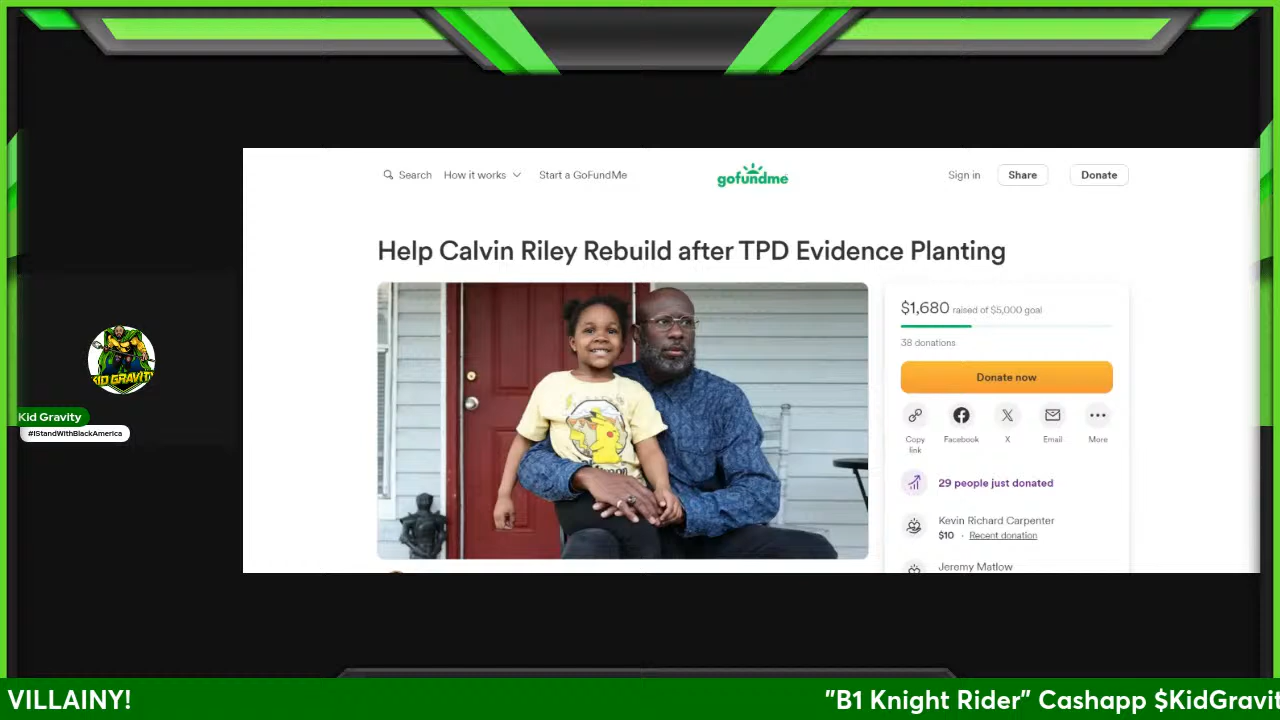 Search How it works Start a GoFundMe gofundme Sign in Share Donate
Help Calvin Riley Rebuild after TPD Evidence Planting
$1,680 raised of $5,000 goal
38 donations
Donate now
Copy link Facebook X Email More
29 people just donated
Kevin Richard Carpenter
$10 · Recent donation
Jeremy Matlow
KID GRAVITY
Kid Gravity
#IStandWithBlackAmerica
VILLAINY! "B1 Knight Rider" Cashapp $KidGravit